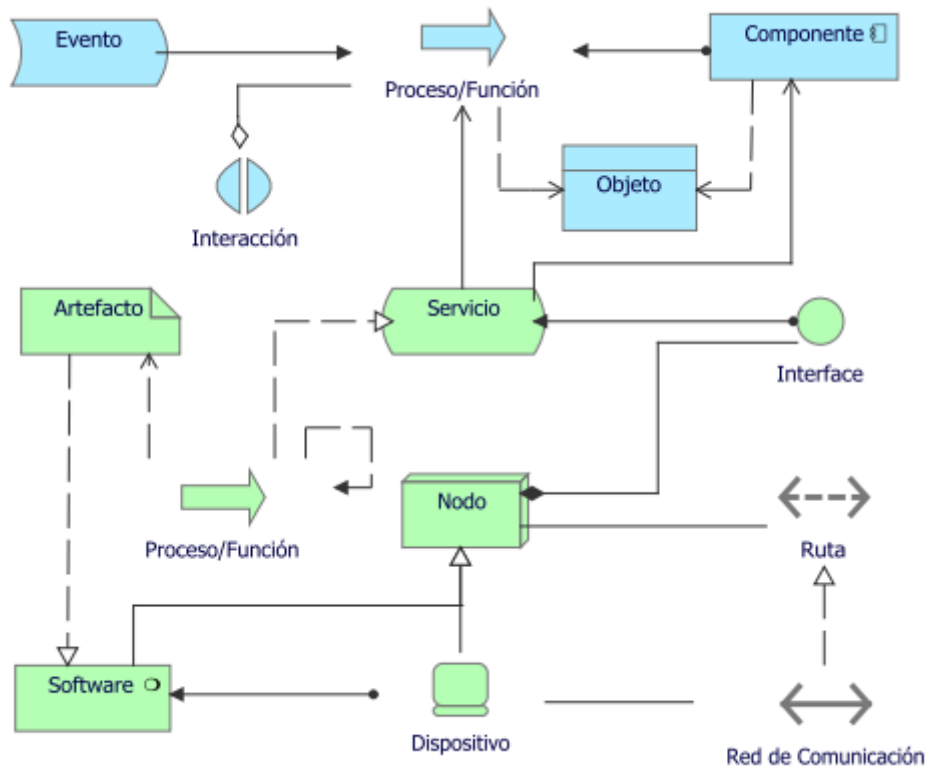 Evento
Componente
Proceso/Función
Objeto
Interacción
Artefacto
Servicio
Interface
Nodo
Proceso/Función
Ruta
Software
Dispositivo
Red de Comunicación